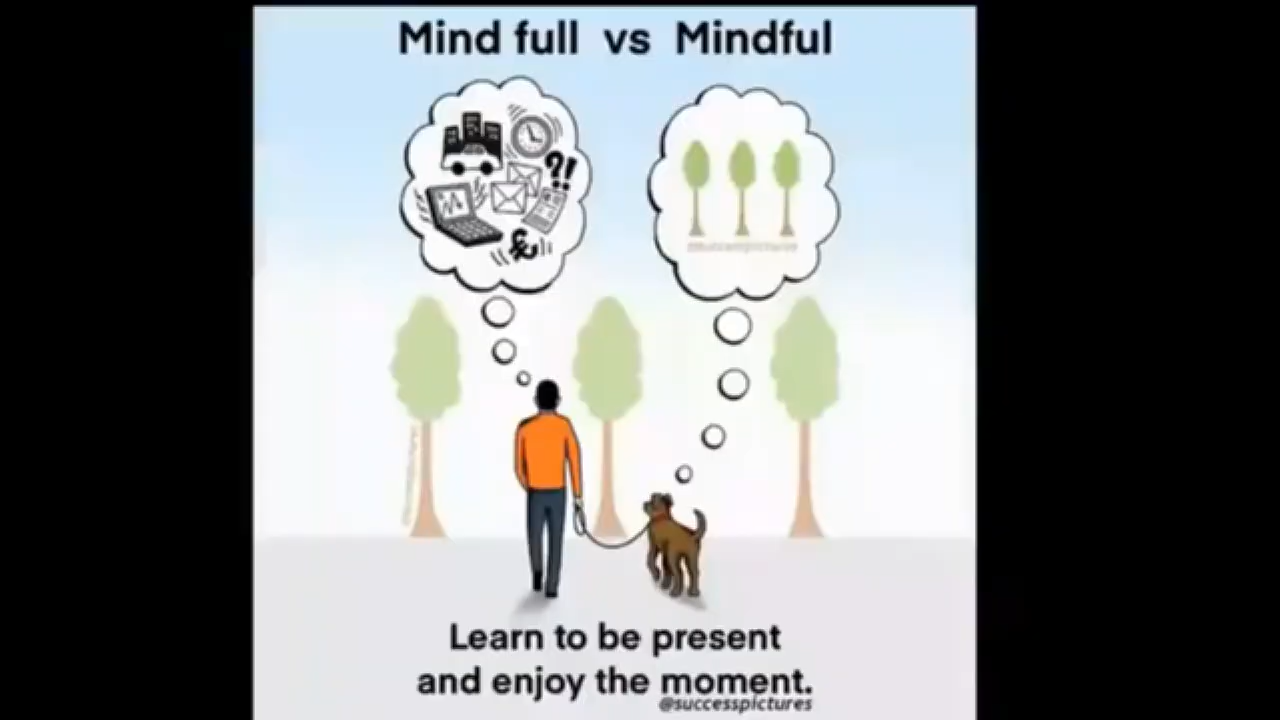 Mind full vs Mindful
?!
£
Learn to be present
and enjoy the moment.
@successpictures